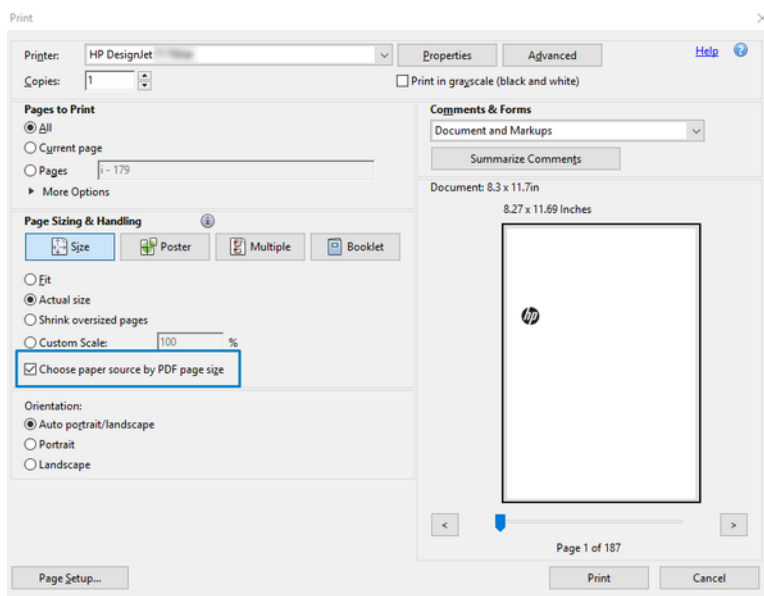 Print
Printer: HP DesignJet Properties Advanced Help ?
Copies: 1 Print in grayscale (black and white)
Pages to Print
All
Current page
Pages i - 179
More Options
Page Sizing & Handling i
Size Poster Multiple Booklet
Fit
Actual size
Shrink oversized pages
Custom Scale: 100 %
Choose paper source by PDF page size
Orientation:
Auto portrait/landscape
Portrait
Landscape
Comments & Forms
Document and Markups
Summarize Comments
Document: 8.3 x 11.7in
8.27 x 11.69 Inches
hp
< >
Page 1 of 187
Page Setup... Print Cancel